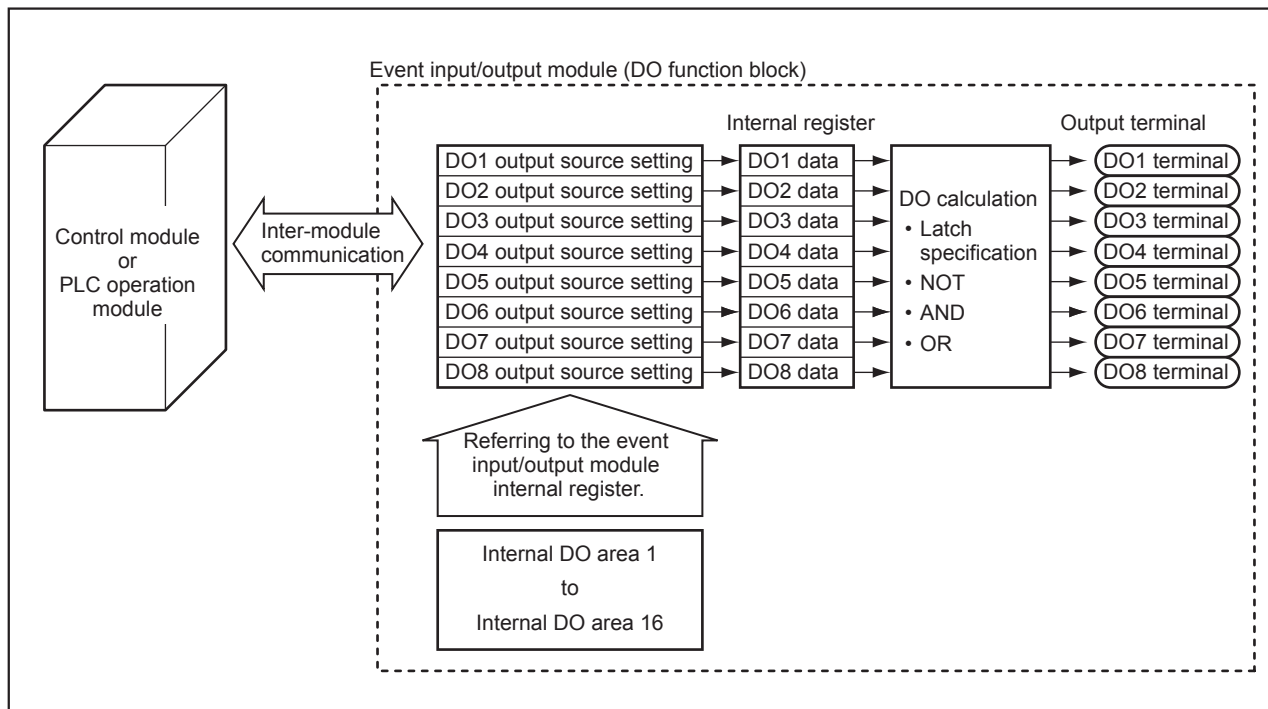 Event input/output module (DO function block)
Control module
or
PLC operation
module
Inter-module
communication
DO1 output source setting
DO2 output source setting
DO3 output source setting
DO4 output source setting
DO5 output source setting
DO6 output source setting
DO7 output source setting
DO8 output source setting
Internal register
DO1 data
DO2 data
DO3 data
DO4 data
DO5 data
DO6 data
DO7 data
DO8 data
DO calculation
• Latch
specification
• NOT
• AND
• OR
Output terminal
DO1 terminal
DO2 terminal
DO3 terminal
DO4 terminal
DO5 terminal
DO6 terminal
DO7 terminal
DO8 terminal
Referring to the event
input/output module
internal register.
Internal DO area 1
to
Internal DO area 16